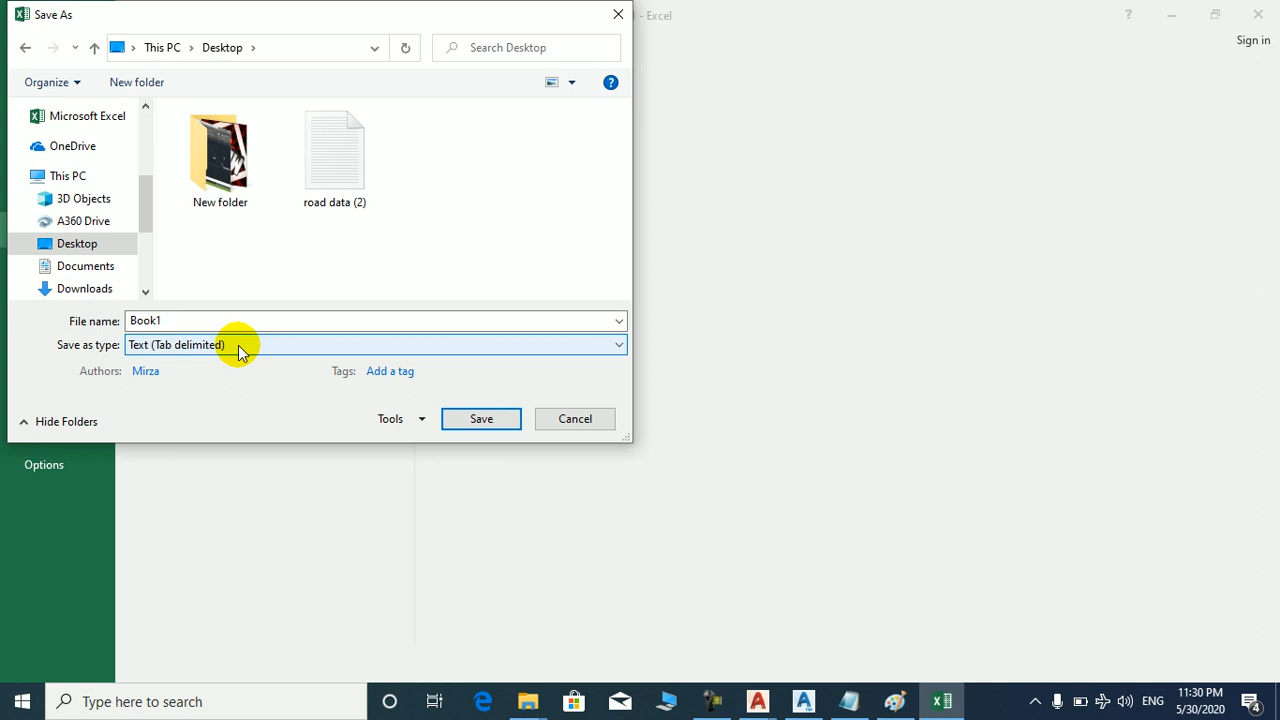 Save As
- Excel
Sign in
This PC > Desktop >
Search Desktop
Organize
New folder
Microsoft Excel
OneDrive
This PC
3D Objects
A360 Drive
Desktop
Documents
Downloads
New folder
road data (2)
File name: Book1
Save as type: Text (Tab delimited)
Authors: Mirza
Tags: Add a tag
Hide Folders
Tools
Save
Cancel
Options
Type here to search
ENG
11:30 PM
5/30/2020
4